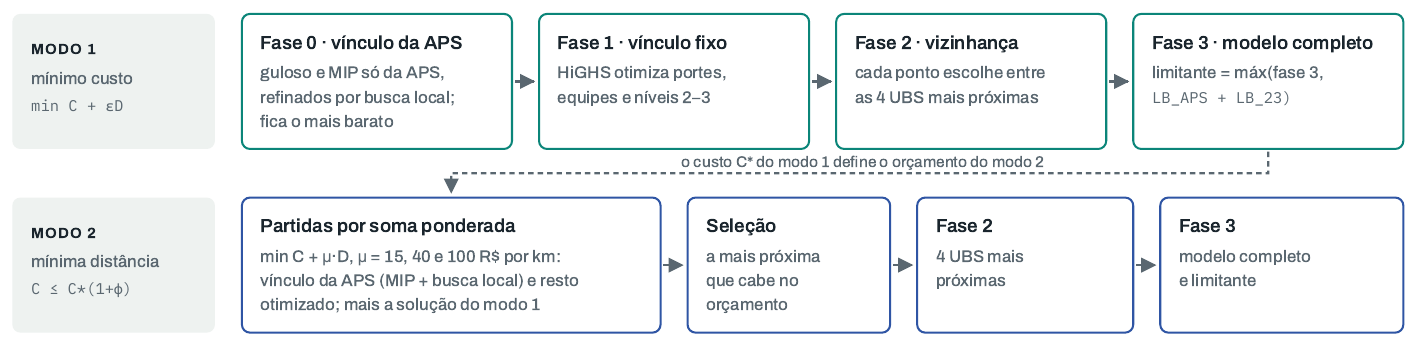 MODO 1
mínimo custo
min C + εD
Fase 0 · vínculo da APS
guloso e MIP só da APS,
refinados por busca local;
fica o mais barato
Fase 1 · vínculo fixo
HiGHS otimiza portes,
equipes e níveis 2–3
Fase 2 · vizinhança
cada ponto escolhe entre
as 4 UBS mais próximas
Fase 3 · modelo completo
limitante = máx(fase 3,
LB_APS + LB_23)
o custo C* do modo 1 define o orçamento do modo 2
MODO 2
mínima distância
C ≤ C*(1+ϕ)
Partidas por soma ponderada
min C + μ·D, μ = 15, 40 e 100 R$ por km:
vínculo da APS (MIP + busca local) e resto
otimizado; mais a solução do modo 1
Seleção
a mais próxima
que cabe no
orçamento
Fase 2
4 UBS mais
próximas
Fase 3
modelo completo
e limitante